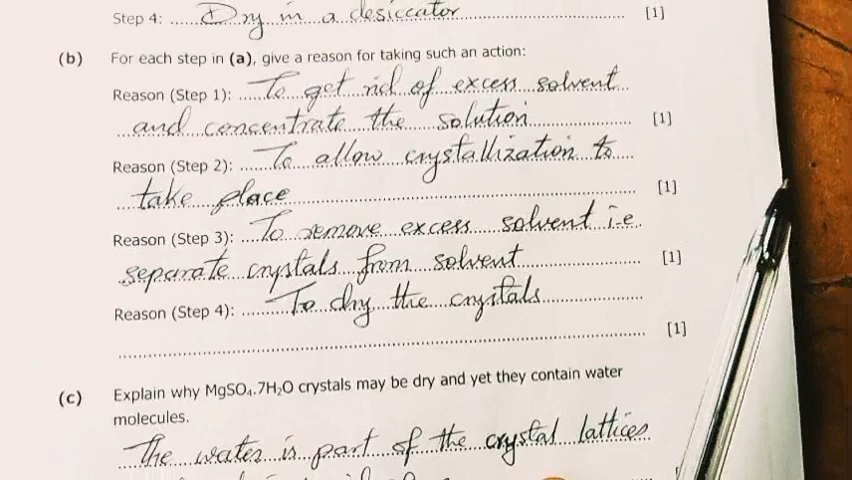 Step 4: Dry in a desiccator [1]
(b) For each step in (a), give a reason for taking such an action:
Reason (Step 1): To get rid of excess solvent
and concentrate the solution [1]
Reason (Step 2): To allow crystallization to
take place [1]
Reason (Step 3): To remove excess solvent i.e.
separate crystals from solvent [1]
Reason (Step 4): To dry the crystals
[1]
(c) Explain why MgSO₄.7H₂O crystals may be dry and yet they contain water
molecules.
The water is part of the crystal lattices